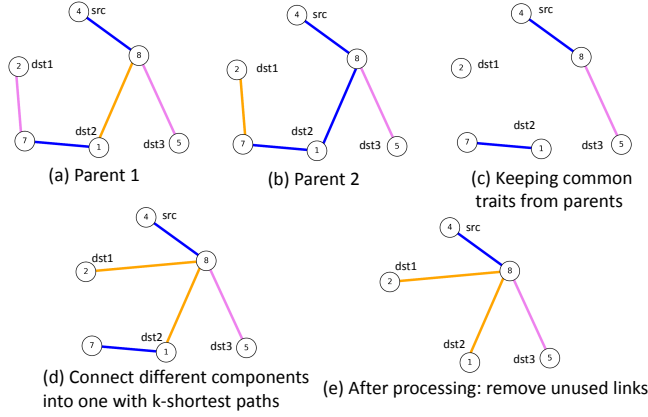 4 src
8
2 dst1
dst2
7
1
dst3 5
(a) Parent 1
4 src
8
2 dst1
dst2
7
1
dst3 5
(b) Parent 2
4 src
8
2 dst1
dst2
7
1
dst3 5
(c) Keeping common
traits from parents
4 src
dst1 8
2
dst2
7
1
dst3 5
(d) Connect different components
into one with k-shortest paths
4 src
dst1 8
2
dst2
1
dst3 5
(e) After processing: remove unused links